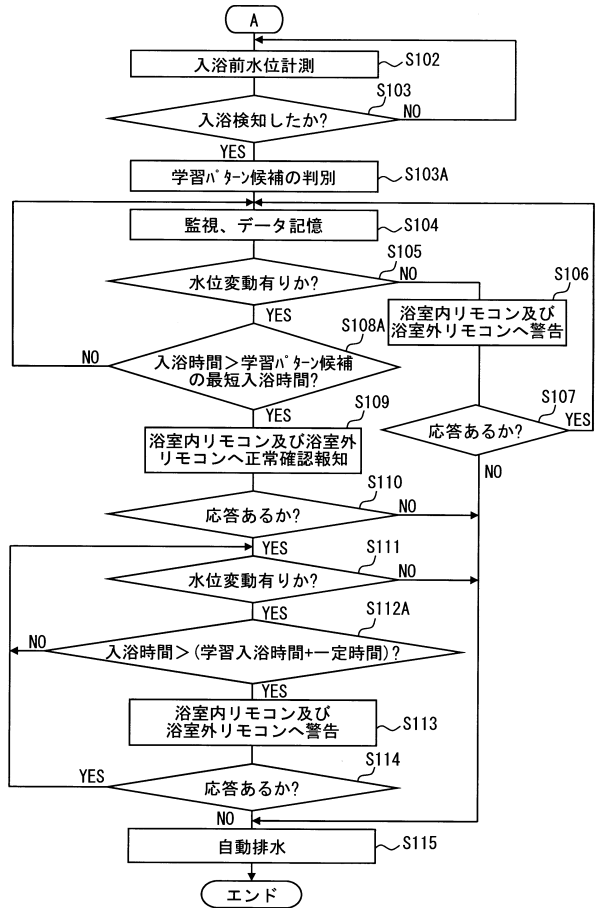 A
入浴前水位計測
S102
S103
入浴検知したか?
NO
YES
学習ﾊﾟﾀｰﾝ候補の判別
S103A
監視、データ記憶
S104
S105
水位変動有りか?
NO
YES
S106
浴室内リモコン及び
浴室外リモコンへ警告
S108A
入浴時間>学習ﾊﾟﾀｰﾝ候補
の最短入浴時間?
NO
YES
S107
応答あるか?
YES
NO
S109
浴室内リモコン及び浴室外
リモコンへ正常確認報知
S110
応答あるか?
NO
YES
S111
水位変動有りか?
NO
YES
S112A
入浴時間>(学習入浴時間+一定時間)?
NO
YES
浴室内リモコン及び
浴室外リモコンへ警告
S113
S114
応答あるか?
YES
NO
自動排水
S115
エンド